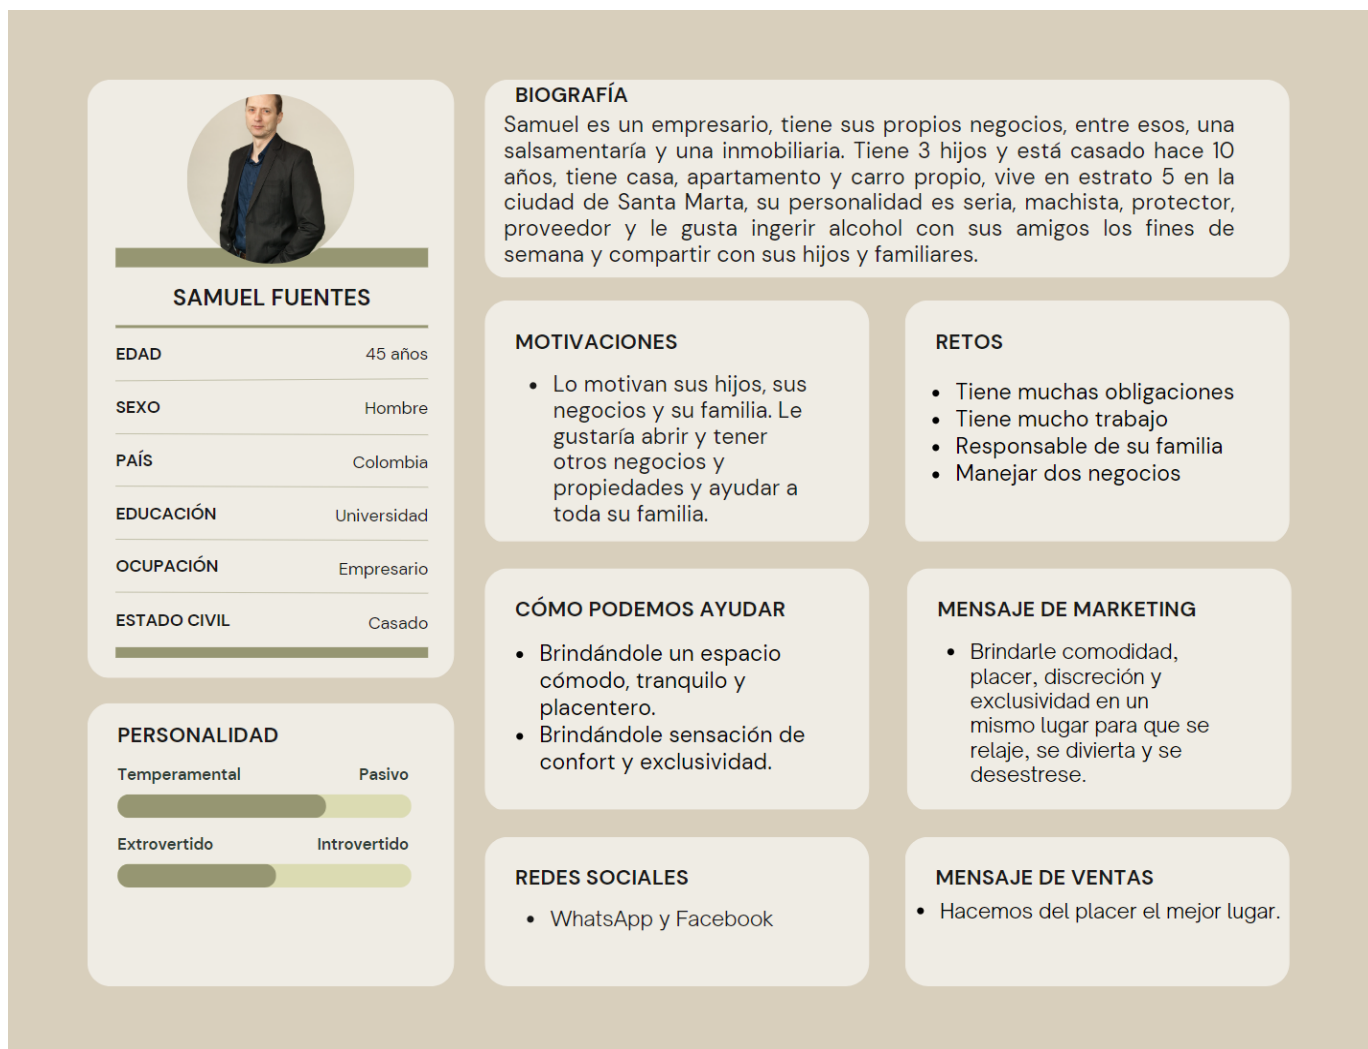 SAMUEL FUENTES
EDAD 45 años
SEXO Hombre
PAÍS Colombia
EDUCACIÓN Universidad
OCUPACIÓN Empresario
ESTADO CIVIL Casado
PERSONALIDAD
Temperamental Pasivo
Extrovertido Introvertido
BIOGRAFÍA
Samuel es un empresario, tiene sus propios negocios, entre esos, una
salsamentaría y una inmobiliaria. Tiene 3 hijos y está casado hace 10
años, tiene casa, apartamento y carro propio, vive en estrato 5 en la
ciudad de Santa Marta, su personalidad es seria, machista, protector,
proveedor y le gusta ingerir alcohol con sus amigos los fines de
semana y compartir con sus hijos y familiares.
MOTIVACIONES
• Lo motivan sus hijos, sus
negocios y su familia. Le
gustaría abrir y tener
otros negocios y
propiedades y ayudar a
toda su familia.
RETOS
• Tiene muchas obligaciones
• Tiene mucho trabajo
• Responsable de su familia
• Manejar dos negocios
CÓMO PODEMOS AYUDAR
• Brindándole un espacio
cómodo, tranquilo y
placentero.
• Brindándole sensación de
confort y exclusividad.
MENSAJE DE MARKETING
• Brindarle comodidad,
placer, discreción y
exclusividad en un
mismo lugar para que se
relaje, se divierta y se
desestrese.
REDES SOCIALES
• WhatsApp y Facebook
MENSAJE DE VENTAS
• Hacemos del placer el mejor lugar.